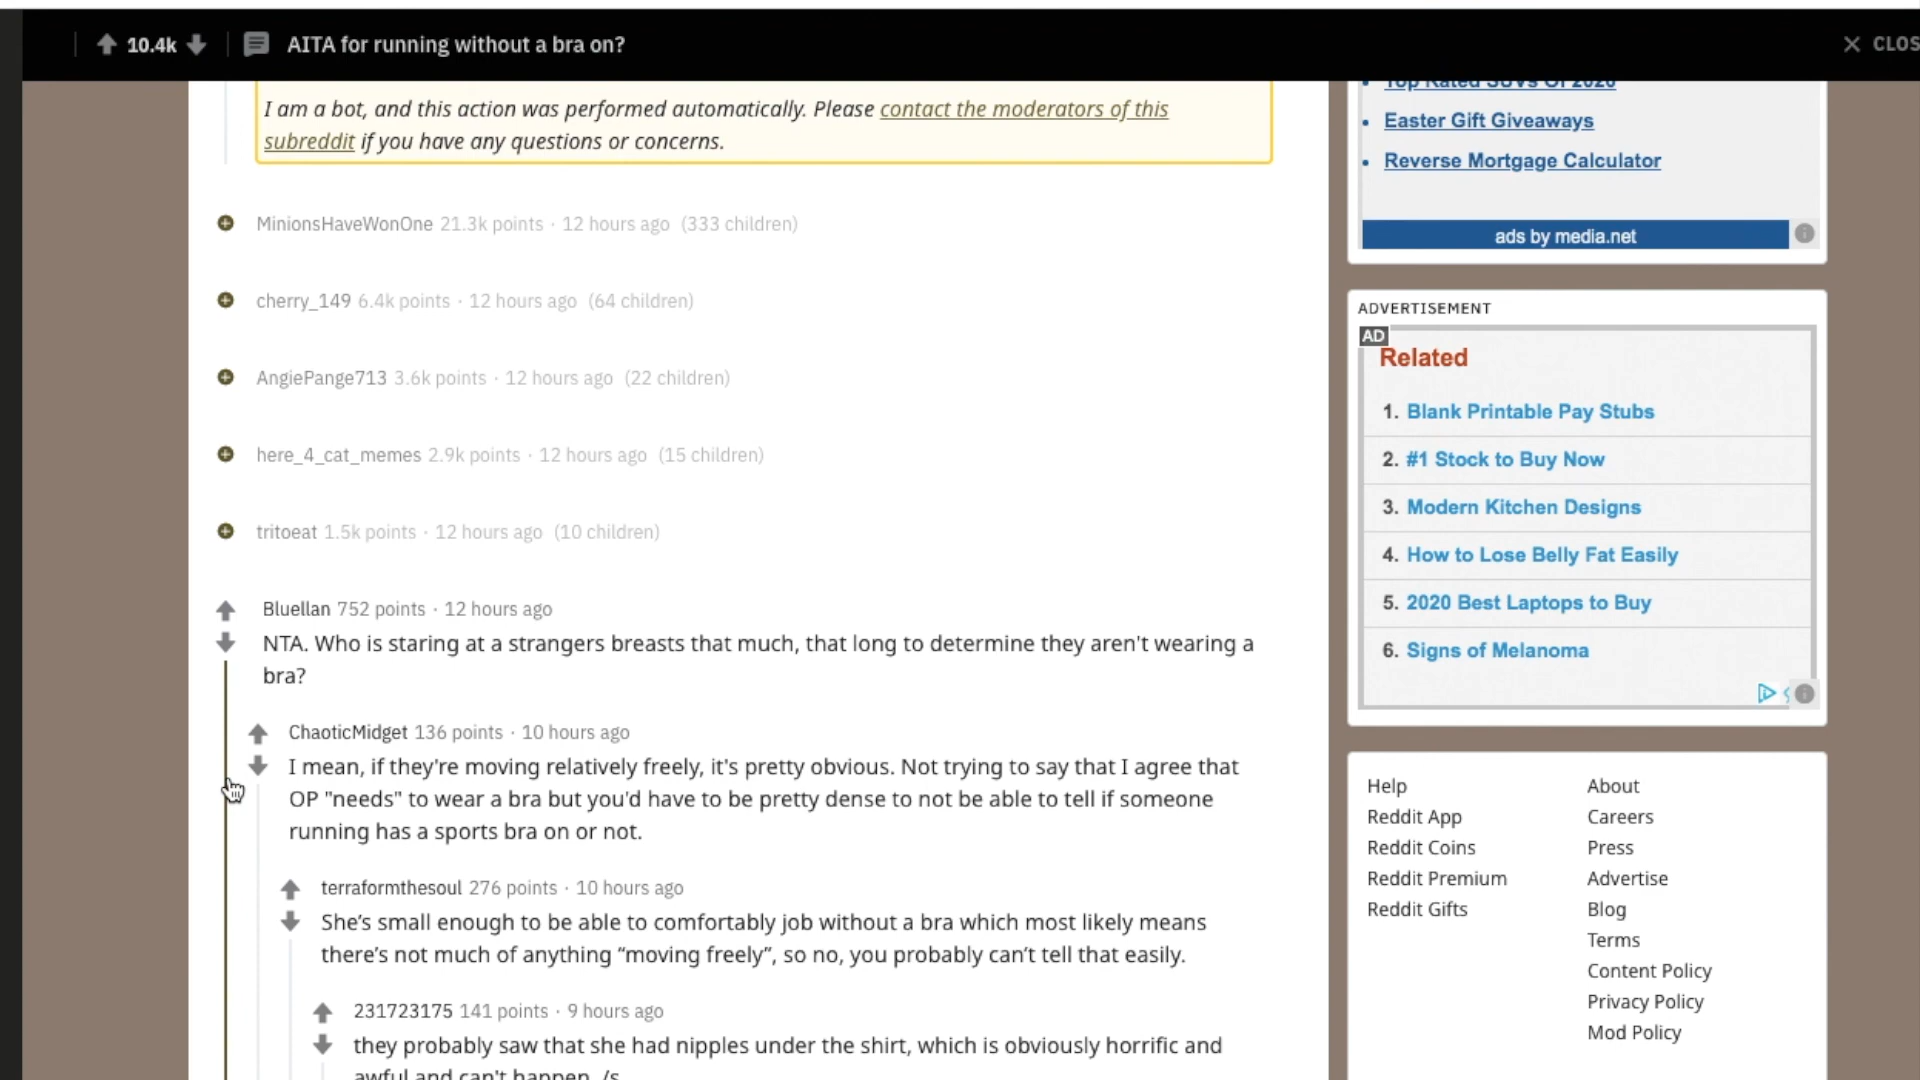 10.4k
AITA for running without a bra on?
CLOS
I am a bot, and this action was performed automatically. Please contact the moderators of this
subreddit if you have any questions or concerns.
MinionsHaveWonOne 21.3k points · 12 hours ago (333 children)
cherry_149 6.4k points · 12 hours ago (64 children)
AngiePange713 3.6k points · 12 hours ago (22 children)
here_4_cat_memes 2.9k points · 12 hours ago (15 children)
tritoeat 1.5k points · 12 hours ago (10 children)
Bluellan 752 points · 12 hours ago
NTA. Who is staring at a strangers breasts that much, that long to determine they aren't wearing a
bra?
ChaoticMidget 136 points · 10 hours ago
I mean, if they're moving relatively freely, it's pretty obvious. Not trying to say that I agree that
OP "needs" to wear a bra but you'd have to be pretty dense to not be able to tell if someone
running has a sports bra on or not.
terraformthesoul 276 points · 10 hours ago
She’s small enough to be able to comfortably job without a bra which most likely means
there’s not much of anything “moving freely”, so no, you probably can’t tell that easily.
231723175 141 points · 9 hours ago
they probably saw that she had nipples under the shirt, which is obviously horrific and
awful and can't happen. /s
Top Rated SUVs Of 2020
Easter Gift Giveaways
Reverse Mortgage Calculator
ads by media.net
ADVERTISEMENT
AD
Related
1. Blank Printable Pay Stubs
2. #1 Stock to Buy Now
3. Modern Kitchen Designs
4. How to Lose Belly Fat Easily
5. 2020 Best Laptops to Buy
6. Signs of Melanoma
Help
Reddit App
Reddit Coins
Reddit Premium
Reddit Gifts
About
Careers
Press
Advertise
Blog
Terms
Content Policy
Privacy Policy
Mod Policy